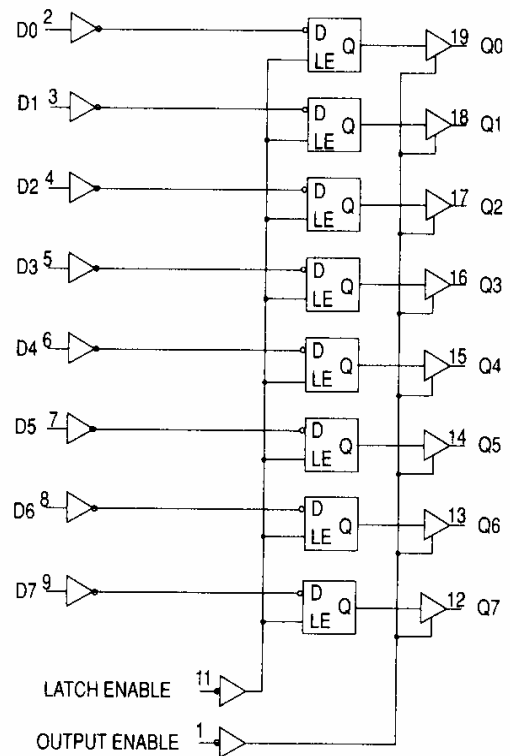 D0 2 D Q LE 19 Q0
D1 3 D Q LE 18 Q1
D2 4 D Q LE 17 Q2
D3 5 D Q LE 16 Q3
D4 6 D Q LE 15 Q4
D5 7 D Q LE 14 Q5
D6 8 D Q LE 13 Q6
D7 9 D Q LE 12 Q7
LATCH ENABLE 11
OUTPUT ENABLE 1